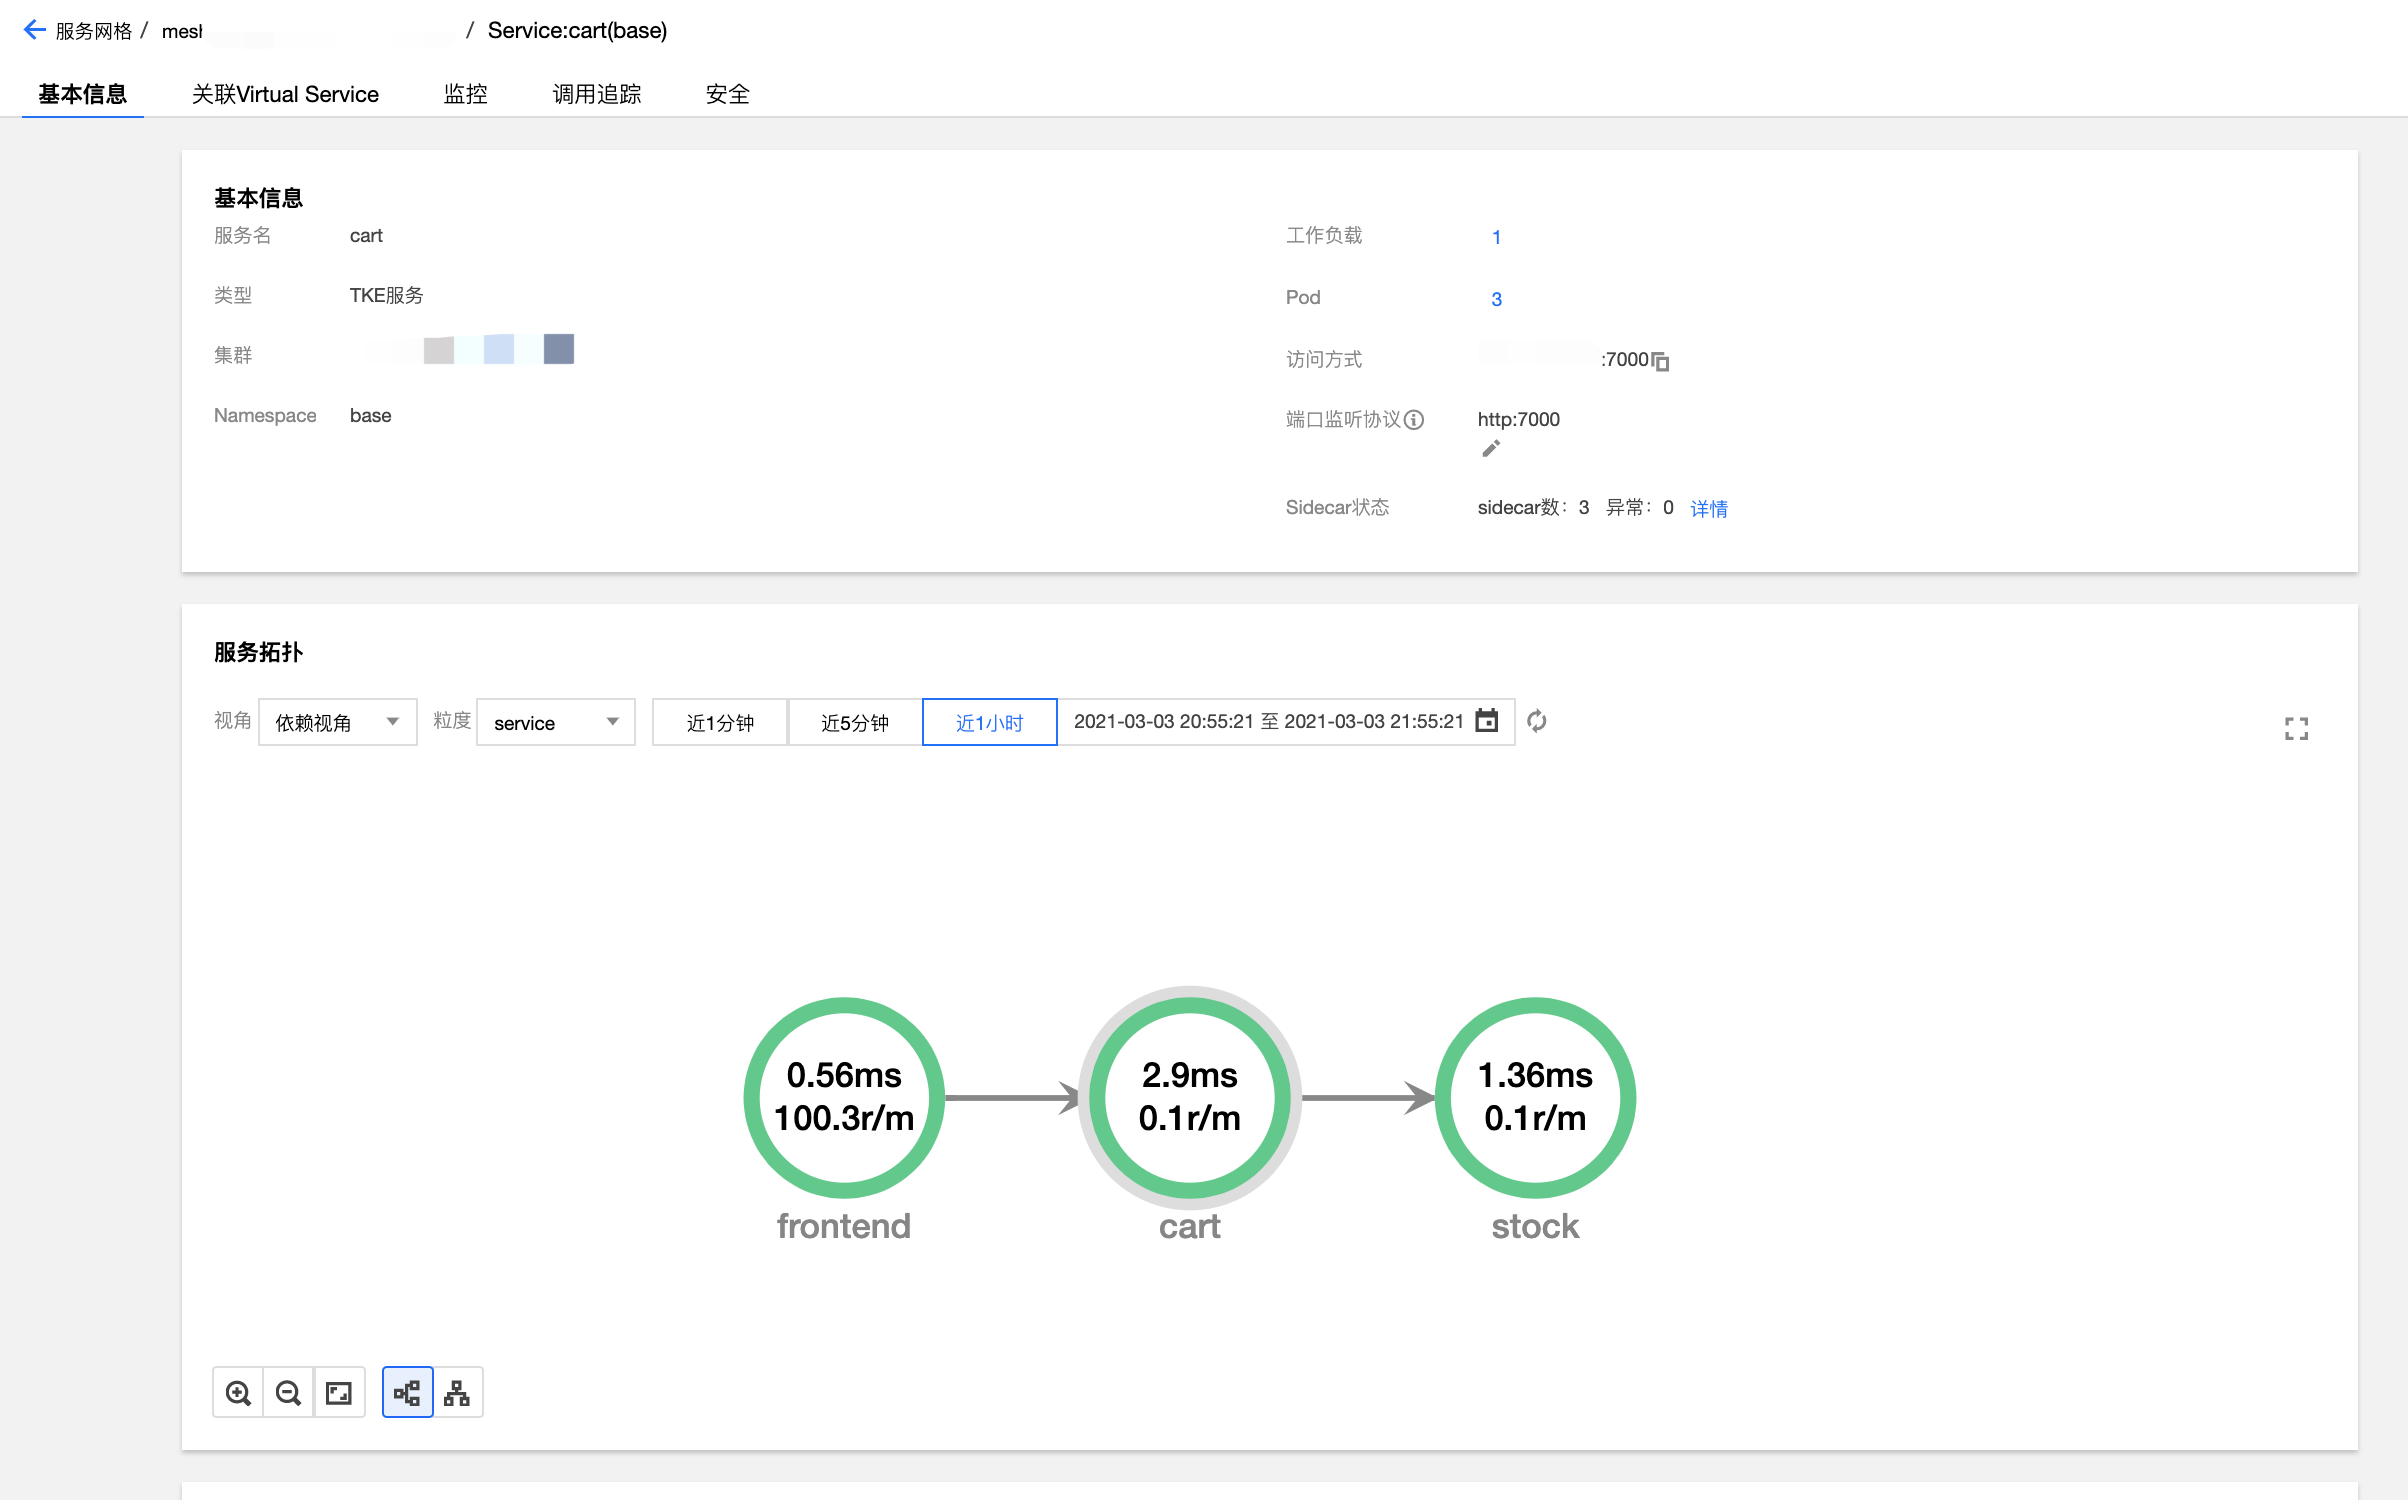 服务网格 / mesh / Service:cart(base)
基本信息 关联Virtual Service 监控 调用追踪 安全
基本信息
服务名 cart
类型 TKE服务
集群
Namespace base
工作负载 1
Pod 3
访问方式 :7000
端口监听协议 http:7000
Sidecar状态 sidecar数：3 异常：0 详情
服务拓扑
视角 依赖视角 粒度 service 近1分钟 近5分钟 近1小时 2021-03-03 20:55:21 至 2021-03-03 21:55:21
0.56ms
100.3r/m
frontend
2.9ms
0.1r/m
cart
1.36ms
0.1r/m
stock